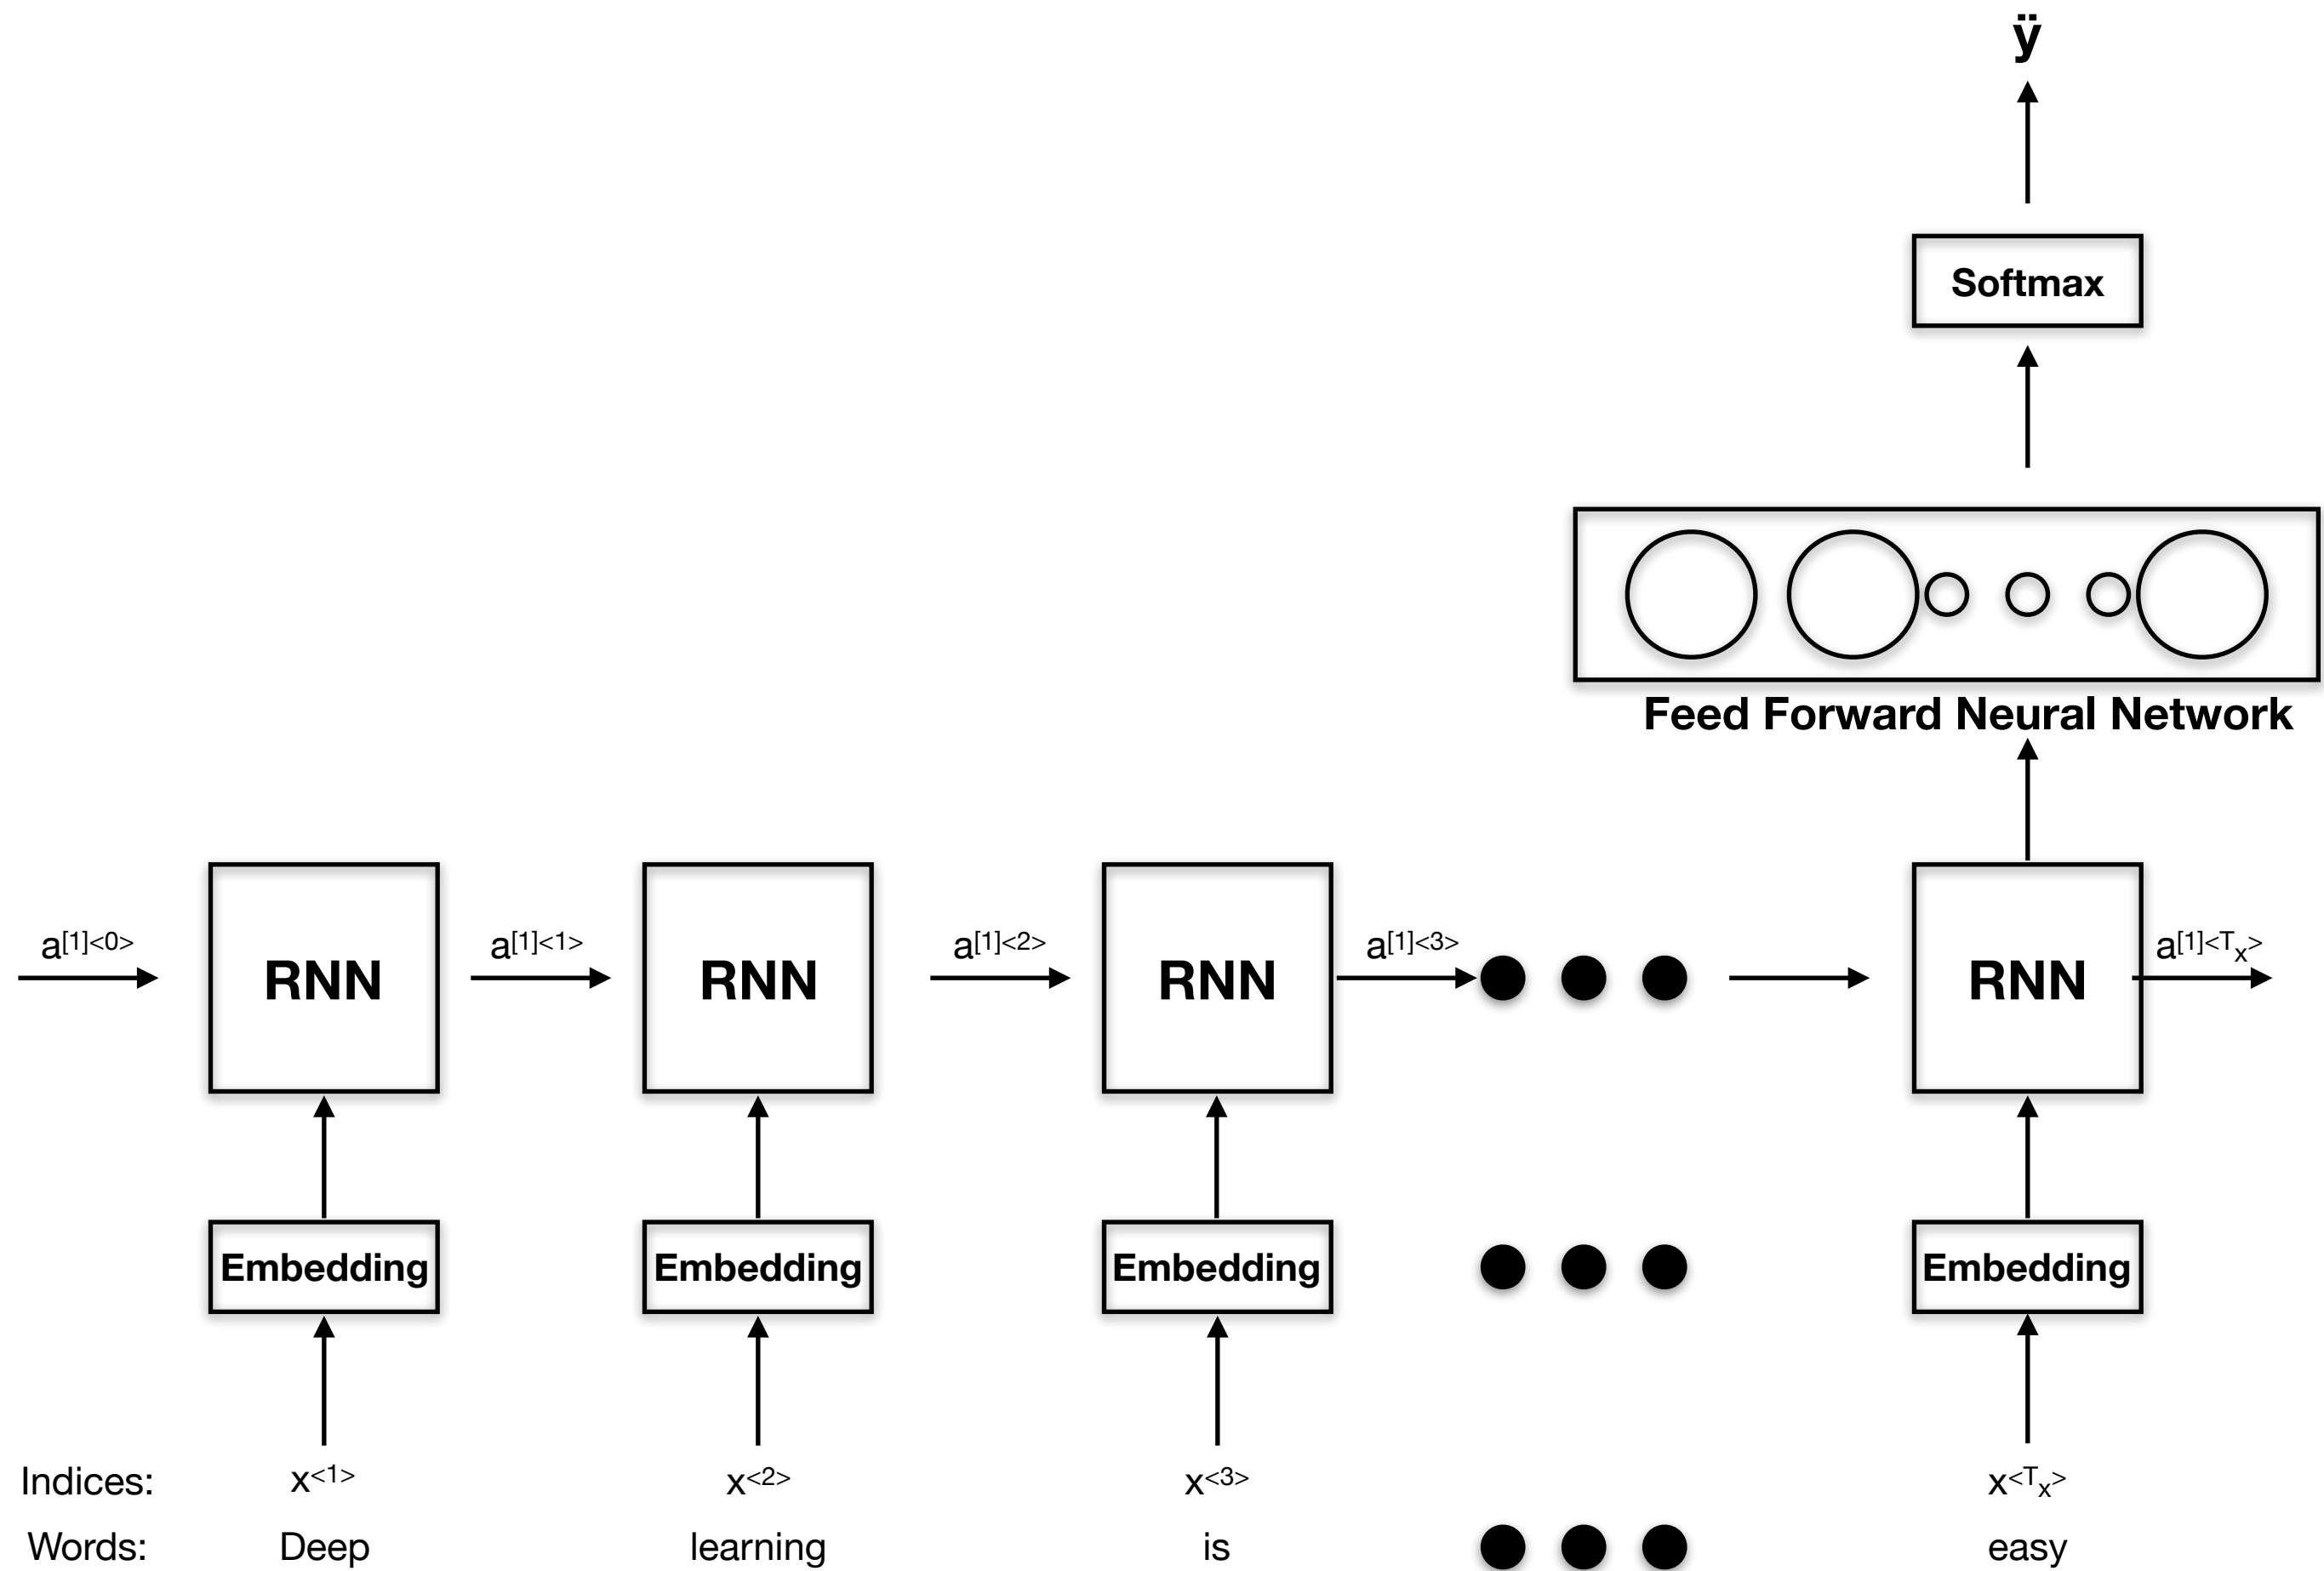 ÿ
Softmax
Feed Forward Neural Network
a[1]<0> a[1]<1> a[1]<2> a[1]<3> a[1]<Tx>
RNN RNN RNN RNN
Embedding Embedding Embedding Embedding
Indices: x<1> x<2> x<3> x<Tx>
Words: Deep learning is easy